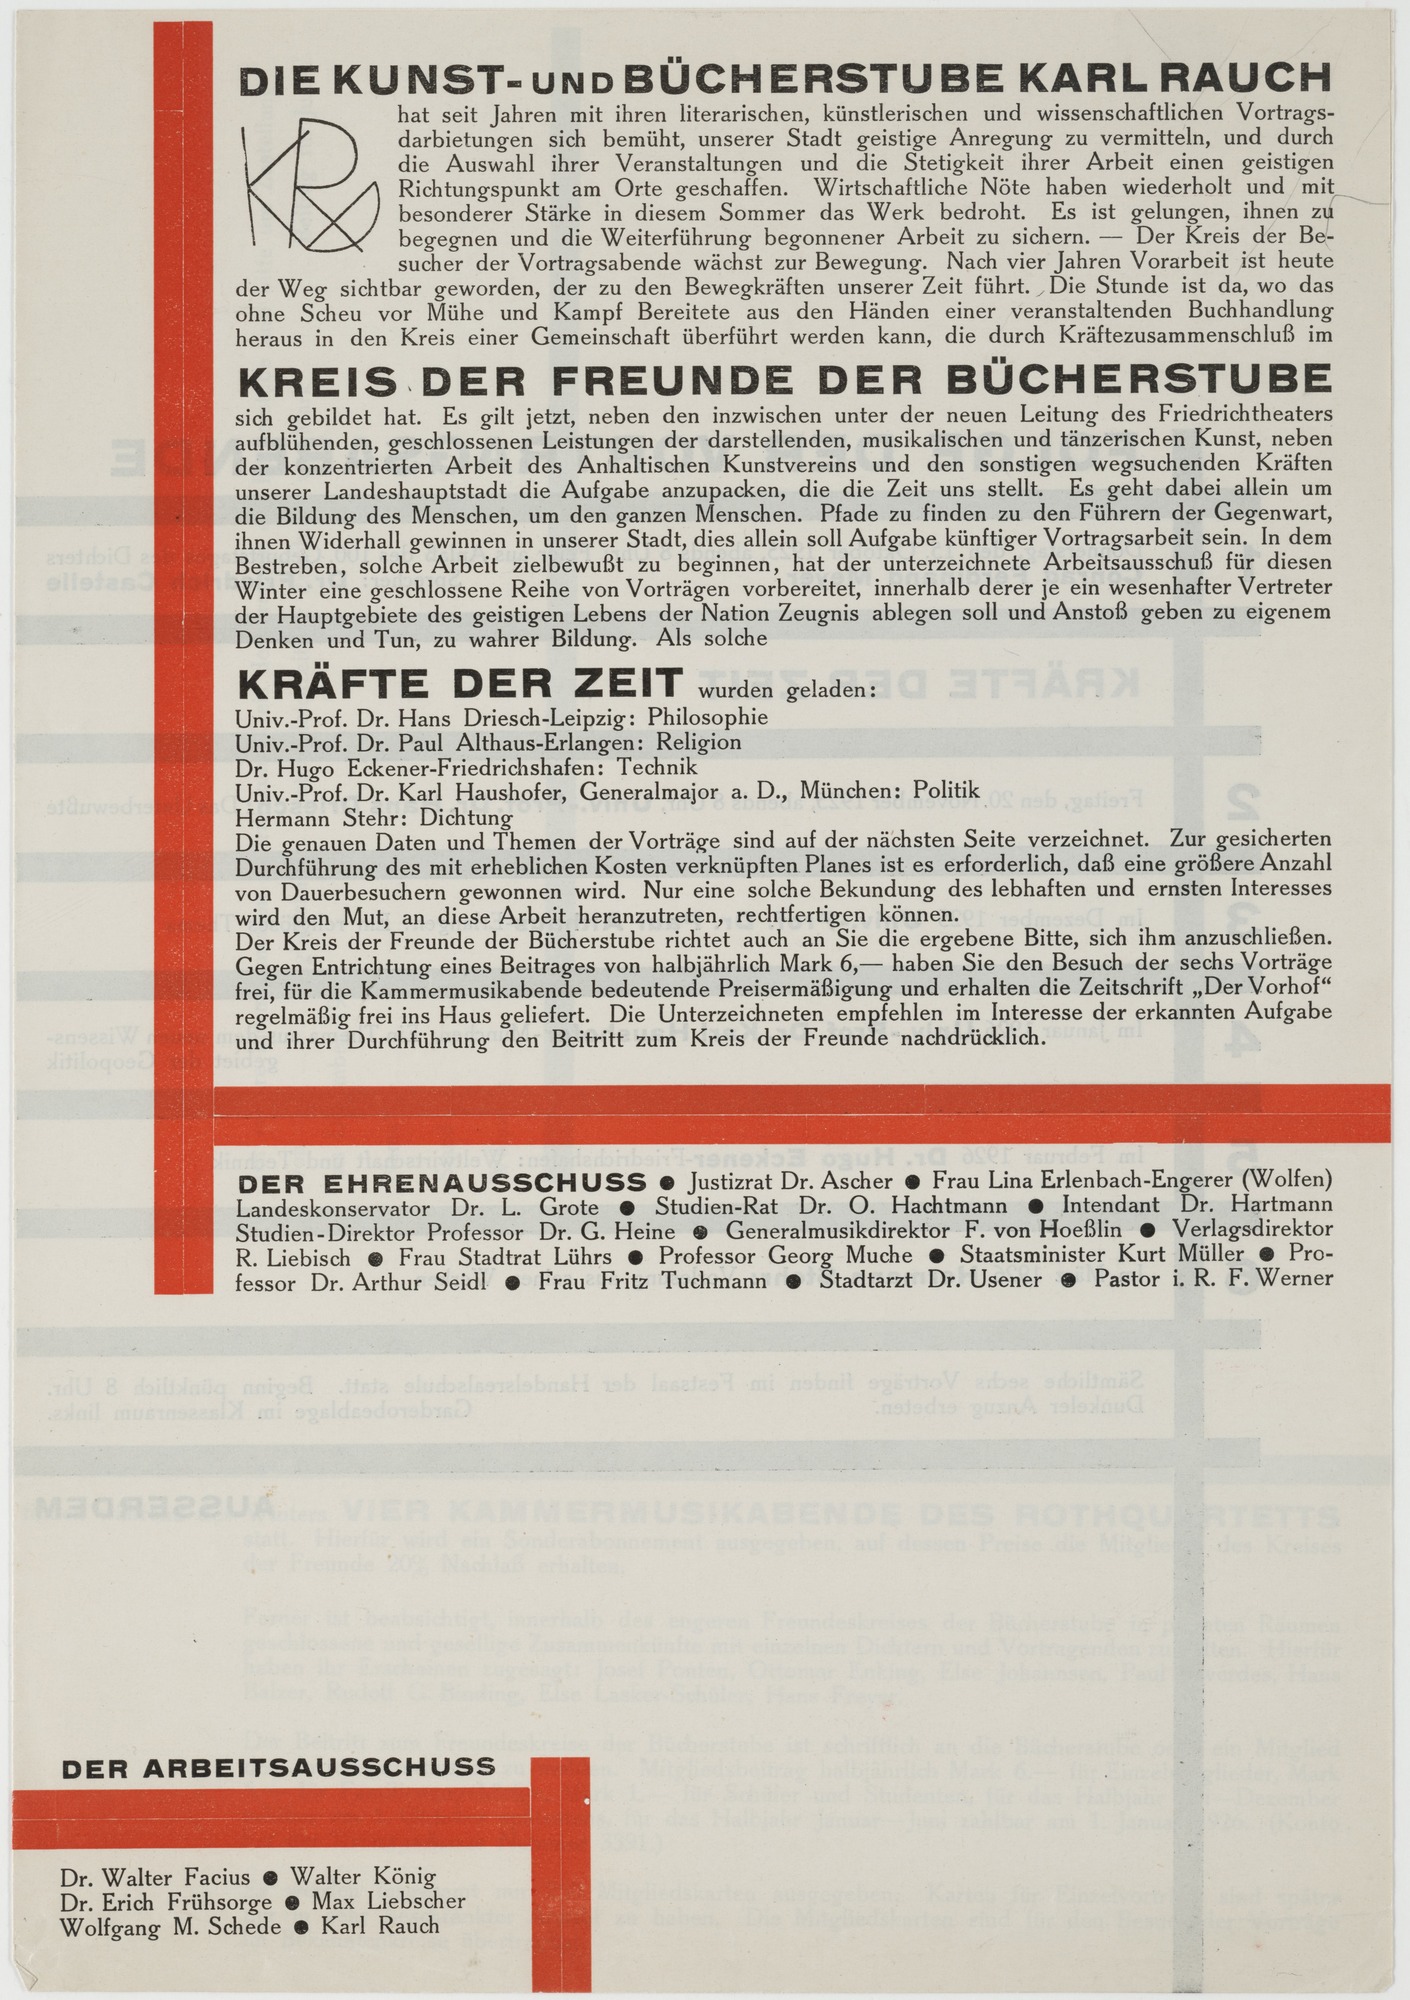 DIE KUNST- UND BÜCHERSTUBE KARL RAUCH
KR
hat seit Jahren mit ihren literarischen, künstlerischen und wissenschaftlichen Vortrags-
darbietungen sich bemüht, unserer Stadt geistige Anregung zu vermitteln, und durch
die Auswahl ihrer Veranstaltungen und die Stetigkeit ihrer Arbeit einen geistigen
Richtungspunkt am Orte geschaffen. Wirtschaftliche Nöte haben wiederholt und mit
besonderer Stärke in diesem Sommer das Werk bedroht. Es ist gelungen, ihnen zu
begegnen und die Weiterführung begonnener Arbeit zu sichern. — Der Kreis der Be-
sucher der Vortragsabende wächst zur Bewegung. Nach vier Jahren Vorarbeit ist heute
der Weg sichtbar geworden, der zu den Bewegkräften unserer Zeit führt. Die Stunde ist da, wo das
ohne Scheu vor Mühe und Kampf Bereitete aus den Händen einer veranstaltenden Buchhandlung
heraus in den Kreis einer Gemeinschaft überführt werden kann, die durch Kräftezusammenschluß im
KREIS DER FREUNDE DER BÜCHERSTUBE
sich gebildet hat. Es gilt jetzt, neben den inzwischen unter der neuen Leitung des Friedrichtheaters
aufblühenden, geschlossenen Leistungen der darstellenden, musikalischen und tänzerischen Kunst, neben
der konzentrierten Arbeit des Anhaltischen Kunstvereins und den sonstigen wegsuchenden Kräften
unserer Landeshauptstadt die Aufgabe anzupacken, die die Zeit uns stellt. Es geht dabei allein um
die Bildung des Menschen, um den ganzen Menschen. Pfade zu finden zu den Führern der Gegenwart,
ihnen Widerhall gewinnen in unserer Stadt, dies allein soll Aufgabe künftiger Vortragsarbeit sein. In dem
Bestreben, solche Arbeit zielbewußt zu beginnen, hat der unterzeichnete Arbeitsausschuß für diesen
Winter eine geschlossene Reihe von Vorträgen vorbereitet, innerhalb derer je ein wesenhafter Vertreter
der Hauptgebiete des geistigen Lebens der Nation Zeugnis ablegen soll und Anstoß geben zu eigenem
Denken und Tun, zu wahrer Bildung. Als solche
KRÄFTE DER ZEIT wurden geladen:
Univ.-Prof. Dr. Hans Driesch-Leipzig: Philosophie
Univ.-Prof. Dr. Paul Althaus-Erlangen: Religion
Dr. Hugo Eckener-Friedrichshafen: Technik
Univ.-Prof. Dr. Karl Haushofer, Generalmajor a. D., München: Politik
Hermann Stehr: Dichtung
Die genauen Daten und Themen der Vorträge sind auf der nächsten Seite verzeichnet. Zur gesicherten
Durchführung des mit erheblichen Kosten verknüpften Planes ist es erforderlich, daß eine größere Anzahl
von Dauerbesuchern gewonnen wird. Nur eine solche Bekundung des lebhaften und ernsten Interesses
wird den Mut, an diese Arbeit heranzutreten, rechtfertigen können.
Der Kreis der Freunde der Bücherstube richtet auch an Sie die ergebene Bitte, sich ihm anzuschließen.
Gegen Entrichtung eines Beitrages von halbjährlich Mark 6,— haben Sie den Besuch der sechs Vorträge
frei, für die Kammermusikabende bedeutende Preisermäßigung und erhalten die Zeitschrift „Der Vorhof“
regelmäßig frei ins Haus geliefert. Die Unterzeichneten empfehlen im Interesse der erkannten Aufgabe
und ihrer Durchführung den Beitritt zum Kreis der Freunde nachdrücklich.
DER EHRENAUSSCHUSS ● Justizrat Dr. Ascher ● Frau Lina Erlenbach-Engerer (Wolfen)
Landeskonservator Dr. L. Grote ● Studien-Rat Dr. O. Hachtmann ● Intendant Dr. Hartmann
Studien-Direktor Professor Dr. G. Heine ● Generalmusikdirektor F. von Hoeßlin ● Verlagsdirektor
R. Liebisch ● Frau Stadtrat Lührs ● Professor Georg Muche ● Staatsminister Kurt Müller ● Pro-
fessor Dr. Arthur Seidl ● Frau Fritz Tuchmann ● Stadtarzt Dr. Usener ● Pastor i. R. F. Werner
DER ARBEITSAUSSCHUSS
Dr. Walter Facius ● Walter König
Dr. Erich Frühsorge ● Max Liebscher
Wolfgang M. Schede ● Karl Rauch